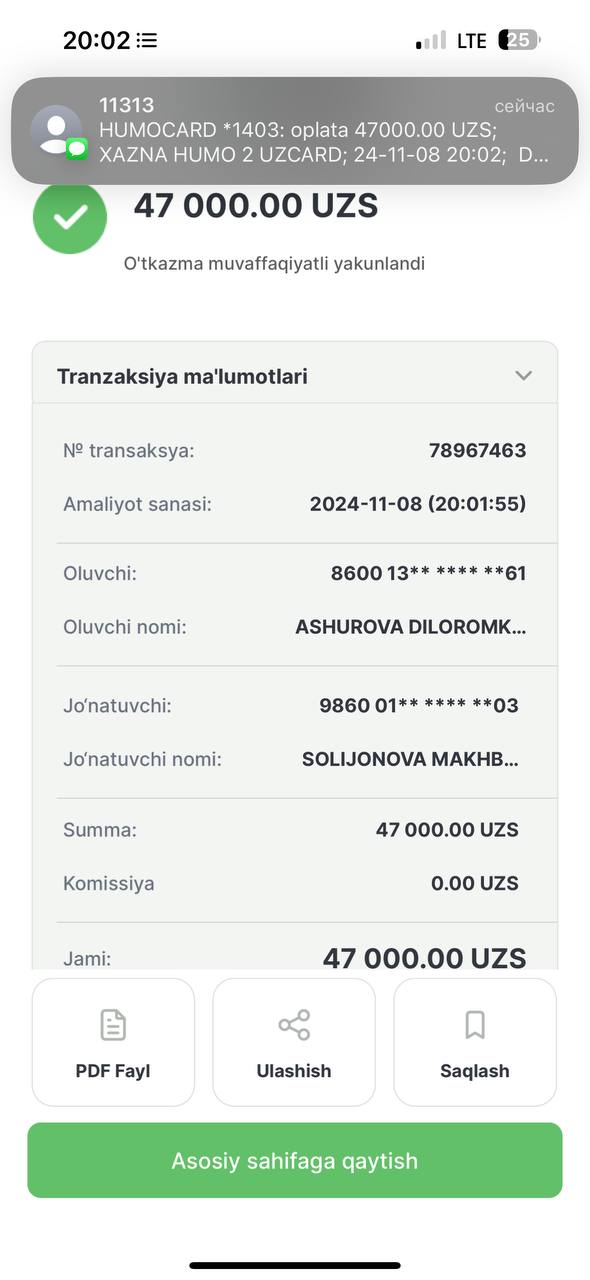 20:02
LTE 25
11313 сейчас
HUMOCARD *1403: oplata 47000.00 UZS;
XAZNA HUMO 2 UZCARD; 24-11-08 20:02; D...
47 000.00 UZS
O'tkazma muvaffaqiyatli yakunlandi
Tranzaksiya ma'lumotlari
№ transaksya: 78967463
Amaliyot sanasi: 2024-11-08 (20:01:55)
Oluvchi: 8600 13** **** **61
Oluvchi nomi: ASHUROVA DILOROMK...
Jo‘natuvchi: 9860 01** **** **03
Jo‘natuvchi nomi: SOLIJONOVA MAKHB...
Summa: 47 000.00 UZS
Komissiya 0.00 UZS
Jami: 47 000.00 UZS
PDF Fayl
Ulashish
Saqlash
Asosiy sahifaga qaytish